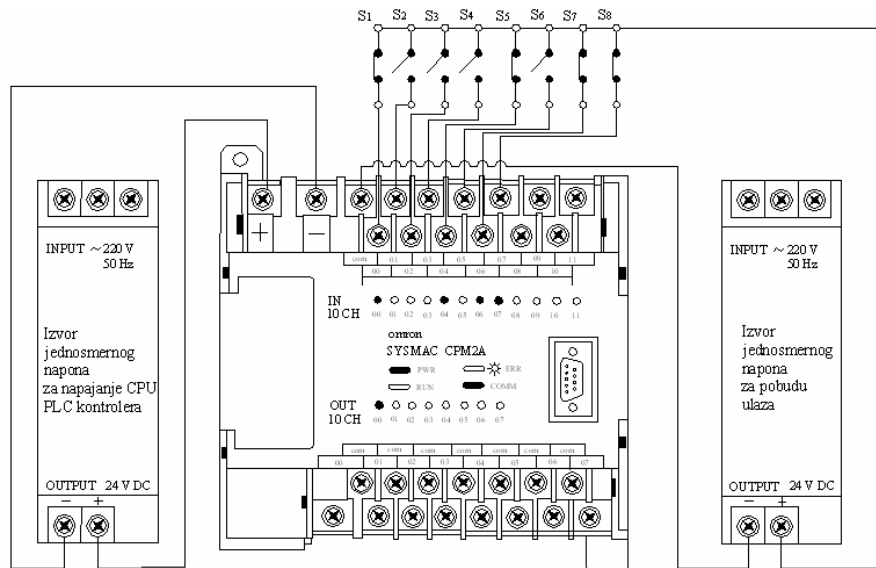 S1 S2 S3 S4 S5 S6 S7 S8
+ −
INPUT ~ 220 V
50 Hz
Izvor
jednosmernog
napona
za napajanje CPU
PLC kontrolera
OUTPUT 24 V DC
− +
com 01 03 05 07 09 11
00 02 04 06 08 10
IN
10 CH
00 01 02 03 04 05 06 07 08 09 10 11
omron
SYSMAC CPM2A
PWR ERR
RUN COMM
OUT
10 CH
00 01 02 03 04 05 06 07
com com com com com com com
00 01 02 03 04 05 06 07
INPUT ~ 220 V
50 Hz
Izvor
jednosmernog
napona
za pobudu
ulaza
OUTPUT 24 V DC
− +